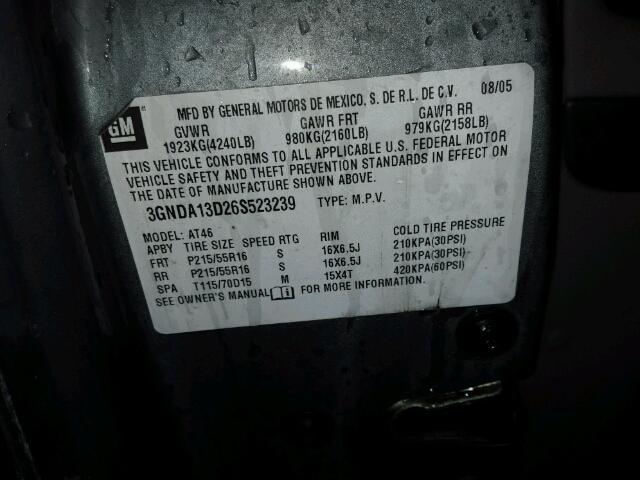 MFD BY GENERAL MOTORS DE MEXICO, S. DE R.L. DE C.V. 08/05
GM
GVWR GAWR FRT GAWR RR
1923KG(4240LB) 980KG(2160LB) 979KG(2158LB)
THIS VEHICLE CONFORMS TO ALL APPLICABLE U.S. FEDERAL MOTOR
VEHICLE SAFETY AND THEFT PREVENTION STANDARDS IN EFFECT ON
THE DATE OF MANUFACTURE SHOWN ABOVE.
3GNDA13D26S523239 TYPE: M.P.V.
MODEL: AT46
APBY TIRE SIZE SPEED RTG RIM COLD TIRE PRESSURE
FRT P215/55R16 S 16X6.5J 210KPA(30PSI)
RR P215/55R16 S 16X6.5J 210KPA(30PSI)
SPA T115/70D15 M 15X4T 420KPA(60PSI)
SEE OWNER'S MANUAL FOR MORE INFORMATION.